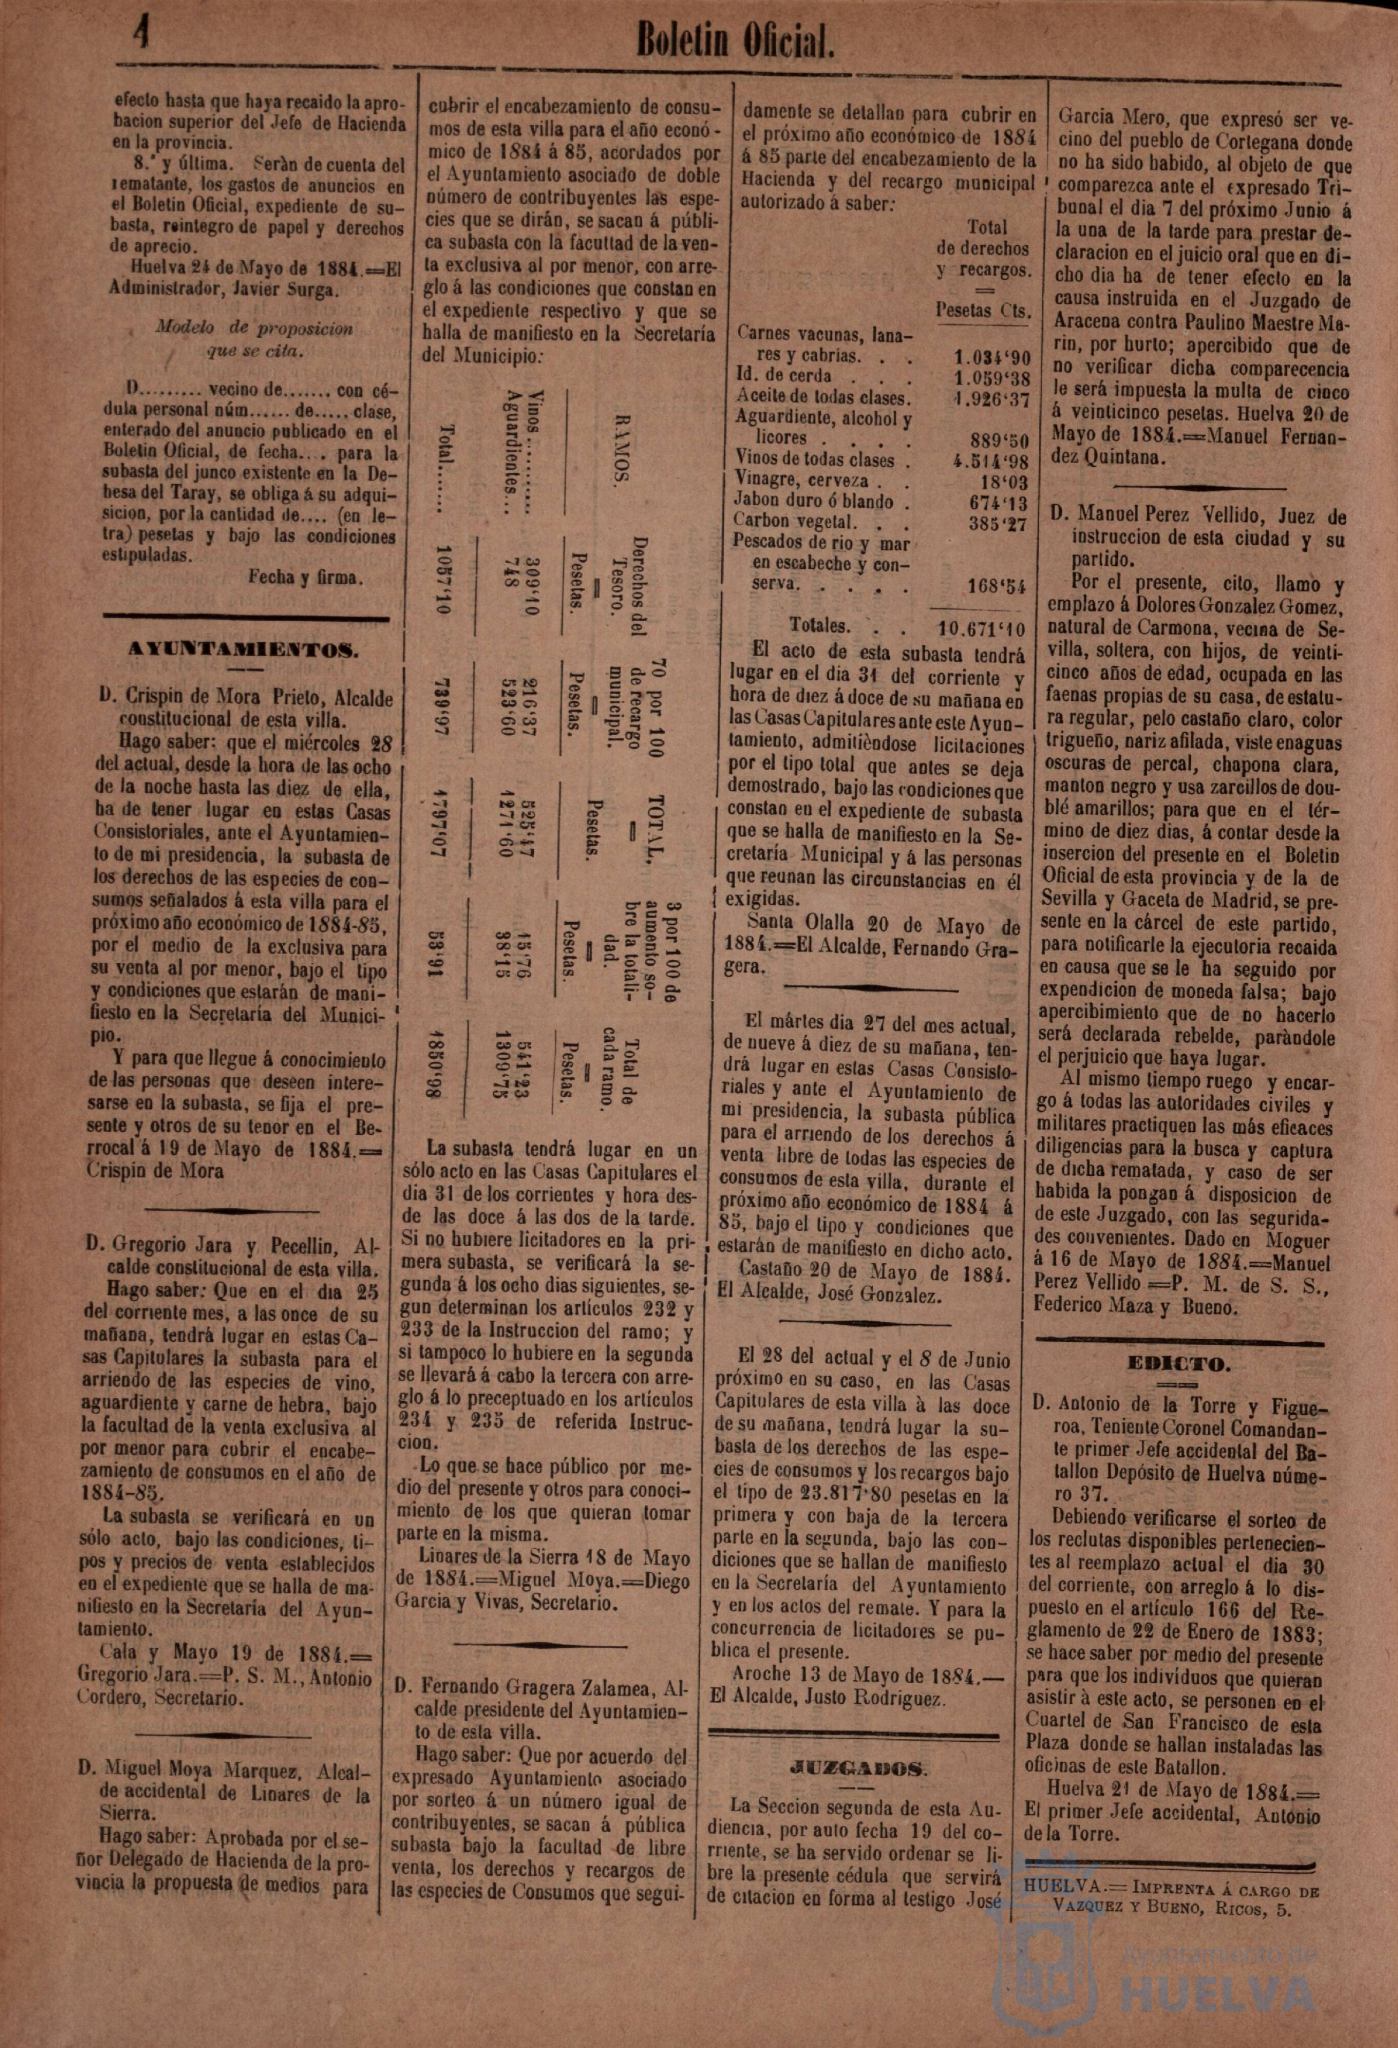 4
Boletin Oficial.
efecto hasta que haya recaido la apro-
bacion superior del Jefe de Hacienda
en la provincia.
8.ª y última. Seràn de cuenta del
rematante, los gastos de anuncios en
el Boletin Oficial, expediente de su-
basta, reintegro de papel y derechos
de aprecio.
Huelva 24 de Mayo de 1884.=El
Administrador, Javier Surga.
Modelo de proposicion
que se cita.
D......... vecino de....... con cé-
dula personal núm...... de..... clase,
enterado del anuncio publicado en el
Boletin Oficial, de fecha.... para la
subasta del junco existente en la De-
hesa del Taray, se obliga á su adqui-
sicion, por la cantidad de.... (en le-
tra) pesetas y bajo las condiciones
estipuladas.
Fecha y firma.
AYUNTAMIENTOS.
D. Crispin de Mora Prieto, Alcalde
constitucional de esta villa.
Hago saber: que el miércoles 28
del actual, desde la hora de las ocho
de la noche hasta las diez de ella,
ha de tener lugar en estas Casas
Consistoriales, ante el Ayuntamien-
to de mi presidencia, la subasta de
los derechos de las especies de con-
sumos señalados á esta villa para el
próximo año económico de 1884-85,
por el medio de la exclusiva para
su venta al por menor, bajo el tipo
y condiciones que estarán de mani-
fiesto en la Secretaría del Munici-
pio.
Y para que llegue á conocimiento
de las personas que deseen intere-
sarse en la subasta, se fija el pre-
sente y otros de su tenor en el Be-
rrocal á 19 de Mayo de 1884.=
Crispin de Mora
D. Gregorio Jara y Pecellin, Al-
calde constitucional de esta villa.
Hago saber: Que en el dia 25
del corriente mes, a las once de su
mañana, tendrá lugar en estas Ca-
sas Capitulares la subasta para el
arriendo de las especies de vino,
aguardiente y carne de hebra, bajo
la facultad de la venta exclusiva al
por menor para cubrir el encabe-
zamiento de consumos en el año de
1884-85.
La subasta se verificará en un
sólo acto, bajo las condiciones, ti-
pos y precios de venta establecidos
en el expediente que se halla de ma-
nifiesto en la Secretaría del Ayun-
tamiento.
Cala y Mayo 19 de 1884.=
Gregorio Jara.=P. S. M., Antonio
Cordero, Secretario.
D. Miguel Moya Marquez, Alcal-
de accidental de Linares de la
Sierra.
Hago saber: Aprobada por el se-
ñor Delegado de Hacienda de la pro-
vincia la propuesta de medios para
cubrir el encabezamiento de consu-
mos de esta villa para el año econó-
mico de 1884 á 85, acordados por
el Ayuntamiento asociado de doble
número de contribuyentes las espe-
cies que se dirán, se sacan á públi-
ca subasta con la facultad de la ven-
ta exclusiva al por menor, con arre-
glo á las condiciones que constan en
el expediente respectivo y que se
halla de manifiesto en la Secretaría
del Municipio:
RAMOS.
Derechos del
Tesoro.
Pesetas.
70 por 100
de recargo
municipal.
Pesetas.
TOTAL,
Pesetas.
3 por 100 de
aumento so-
bre la totali-
dad.
Pesetas.
Total de
cada ramo.
Pesetas.
Vinos.......... 309'10 216'37 525'47 15'76 541'23
Aguardientes... 748 523'60 1271'60 38'15 1309'75
Total....... 1057'10 739'97 1797'07 53'91 1850'98
La subasta tendrá lugar en un
sólo acto en las Casas Capitulares el
dia 31 de los corrientes y hora des-
de las doce á las dos de la tarde.
Si no hubiere licitadores en la pri-
mera subasta, se verificará la se-
gunda á los ocho dias siguientes, se-
gun determinan los artículos 232 y
233 de la Instruccion del ramo; y
si tampoco lo hubiere en la segunda
se llevará á cabo la tercera con arre-
glo á lo preceptuado en los artículos
234 y 235 de referida Instruc-
cion.
Lo que se hace público por me-
dio del presente y otros para conoci-
miento de los que quieran tomar
parte en la misma.
Linares de la Sierra 18 de Mayo
de 1884.=Miguel Moya.=Diego
Garcia y Vivas, Secretario.
D. Fernando Gragera Zalamea, Al-
calde presidente del Ayuntamien-
to de esta villa.
Hago saber: Que por acuerdo del
expresado Ayuntamiento asociado
por sorteo á un número igual de
contribuyentes, se sacan á pública
subasta bajo la facultad de libre
venta, los derechos y recargos de
las especies de Consumos que segui-
damente se detallan para cubrir en
el próximo año económico de 1884
á 85 parte del encabezamiento de la
Hacienda y del recargo municipal
autorizado á saber:
Total
de derechos
y recargos.
Pesetas Cts.
Carnes vacunas, lana-
res y cabrías. . . 1.034'90
Id. de cerda . . . 1.059'38
Aceite de todas clases. 1.926'37
Aguardiente, alcohol y
licores . . . . 889'50
Vinos de todas clases . 4.514'98
Vinagre, cerveza . . 18'03
Jabon duro ó blando . 674'13
Carbon vegetal. . . 385'27
Pescados de rio y mar
en escabeche y con-
serva. . . . . 168'54
Totales. . . 10.671'10
El acto de esta subasta tendrá
lugar en el dia 31 del corriente y
hora de diez á doce de su mañana en
las Casas Capitulares ante este Ayun-
tamiento, admitièndose licitaciones
por el tipo total que antes se deja
demostrado, bajo las condiciones que
constan en el expediente de subasta
que se halla de manifiesto en la Se-
cretaría Municipal y á las personas
que reunan las circunstancias en él
exigidas.
Santa Olalla 20 de Mayo de
1884.=El Alcalde, Fernando Gra-
gera.
El mártes dia 27 del mes actual,
de nueve á diez de su mañana, ten-
drá lugar en estas Casas Consisto-
riales y ante el Ayuntamiento de
mi presidencia, la subasta pública
para el arriendo de los derechos á
venta libre de todas las especies de
consumos de esta villa, durante el
próximo año económico de 1884 á
85, bajo el tipo y condiciones que
estarán de manifiesto en dicho acto.
Castaño 20 de Mayo de 1884.
El Alcalde, José Gonzalez.
El 28 del actual y el 8 de Junio
próximo en su caso, en las Casas
Capitulares de esta villa à las doce
de su mañana, tendrá lugar la su-
basta de los derechos de las espe-
cies de consumos y los recargos bajo
el tipo de 23.817'80 pesetas en la
primera y con baja de la tercera
parte en la segunda, bajo las con-
diciones que se hallan de manifiesto
en la Secretaría del Ayuntamiento
y en los actos del remate. Y para la
concurrencia de licitadores se pu-
blica el presente.
Aroche 13 de Mayo de 1884.—
El Alcalde, Justo Rodriguez.
JUZGADOS.
La Seccion segunda de esta Au-
diencia, por auto fecha 19 del co-
rriente, se ha servido ordenar se li-
bre la presente cédula que servirá
de citacion en forma al testigo José
Garcia Mero, que expresó ser ve-
cino del pueblo de Cortegana donde
no ha sido habido, al objeto de que
comparezca ante el expresado Tri-
bunal el dia 7 del próximo Junio á
la una de la tarde para prestar de-
claracion en el juicio oral que en di-
cho dia ha de tener efecto en la
causa instruida en el Juzgado de
Aracena contra Paulino Maestre Ma-
rin, por hurto; apercibido que de
no verificar dicha comparecencia
le será impuesta la multa de cinco
á veinticinco pesetas. Huelva 20 de
Mayo de 1884.=Manuel Fernan-
dez Quintana.
D. Manuel Perez Vellido, Juez de
instruccion de esta ciudad y su
partido.
Por el presente, cito, llamo y
emplazo á Dolores Gonzalez Gomez,
natural de Carmona, vecina de Se-
villa, soltera, con hijos, de veinti-
cinco años de edad, ocupada en las
faenas propias de su casa, de estatu-
ra regular, pelo castaño claro, color
trigueño, nariz afilada, viste enaguas
oscuras de percal, chapona clara,
manton negro y usa zarcillos de dou-
blé amarillos; para que en el tér-
mino de diez dias, á contar desde la
insercion del presente en el Boletin
Oficial de esta provincia y de la de
Sevilla y Gaceta de Madrid, se pre-
sente en la cárcel de este partido,
para notificarle la ejecutoria recaida
en causa que se le ha seguido por
expendicion de moneda falsa; bajo
apercibimiento que de no hacerlo
será declarada rebelde, paràndole
el perjuicio que haya lugar.
Al mismo tiempo ruego y encar-
go á todas las autoridades civiles y
militares practiquen las más eficaces
diligencias para la busca y captura
de dicha rematada, y caso de ser
habida la pongan á disposicion de
de este Juzgado, con las segurida-
des convenientes. Dado en Moguer
á 16 de Mayo de 1884.=Manuel
Perez Vellido=P. M. de S. S.,
Federico Maza y Bueno.
EDICTO.
D. Antonio de la Torre y Figue-
roa, Teniente Coronel Comandan-
te primer Jefe accidental del Ba-
tallon Depósito de Huelva núme-
ro 37.
Debiendo verificarse el sorteo de
los reclutas disponibles pertenecien-
tes al reemplazo actual el dia 30
del corriente, con arreglo á lo dis-
puesto en el artículo 166 del Re-
glamento de 22 de Enero de 1883;
se hace saber por medio del presente
para que los indivíduos que quieran
asistir à este acto, se personen en el
Cuartel de San Francisco de esta
Plaza donde se hallan instaladas las
oficinas de este Batallon.
Huelva 21 de Mayo de 1884.=
El primer Jefe accidental, Antonio
de la Torre.
HUELVA.=IMPRENTA Á CARGO DE
VAZQUEZ Y BUENO, RICOS, 5.
Ayuntamiento de
HUELVA